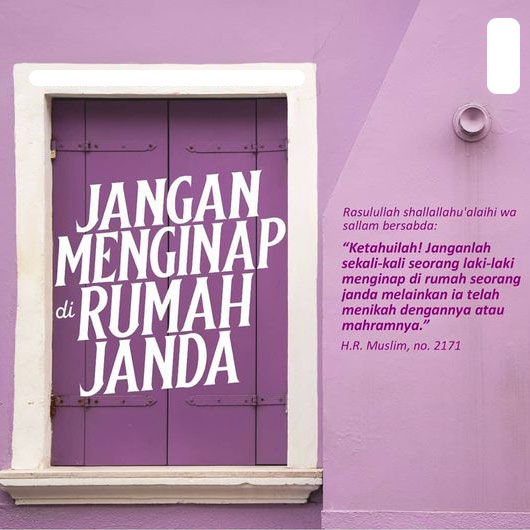 JANGAN
MENGINAP
di RUMAH
JANDA
Rasulullah shallallahu'alaihi wa
sallam bersabda:
“Ketahuilah! Janganlah
sekali-kali seorang laki-laki
menginap di rumah seorang
janda melainkan ia telah
menikah dengannya atau
mahramnya.”
H.R. Muslim, no. 2171